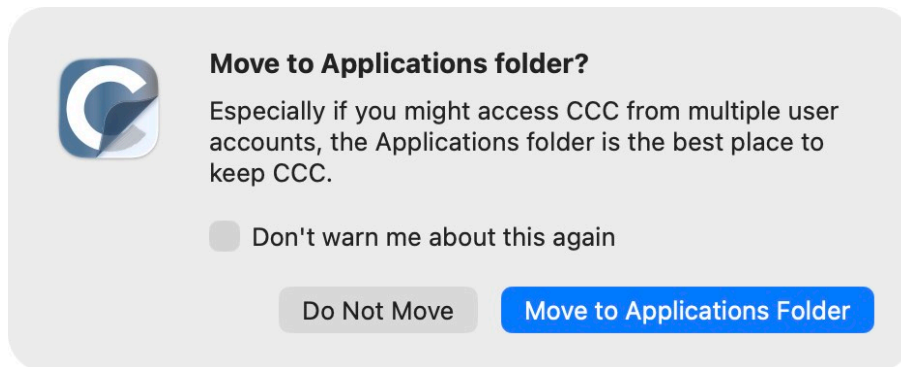 Move to Applications folder?
Especially if you might access CCC from multiple user
accounts, the Applications folder is the best place to
keep CCC.
Don't warn me about this again
Do Not Move
Move to Applications Folder